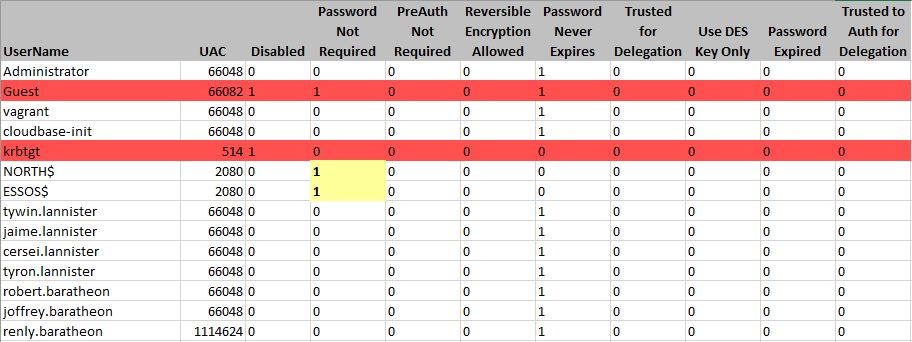 UserName UAC Disabled Password Not Required PreAuth Not Required Reversible Encryption Allowed Password Never Expires Trusted for Delegation Use DES Key Only Password Expired Trusted to Auth for Delegation
Administrator 66048 0 0 0 0 1 0 0 0 0
Guest 66082 1 1 0 0 1 0 0 0 0
vagrant 66048 0 0 0 0 1 0 0 0 0
cloudbase-init 66048 0 0 0 0 1 0 0 0 0
krbtgt 514 1 0 0 0 0 0 0 0 0
NORTH$ 2080 0 1 0 0 0 0 0 0 0
ESSOS$ 2080 0 1 0 0 0 0 0 0 0
tywin.lannister 66048 0 0 0 0 1 0 0 0 0
jaime.lannister 66048 0 0 0 0 1 0 0 0 0
cersei.lannister 66048 0 0 0 0 1 0 0 0 0
tyron.lannister 66048 0 0 0 0 1 0 0 0 0
robert.baratheon 66048 0 0 0 0 1 0 0 0 0
joffrey.baratheon 66048 0 0 0 0 1 0 0 0 0
renly.baratheon 1114624 0 0 0 0 1 0 0 0 0